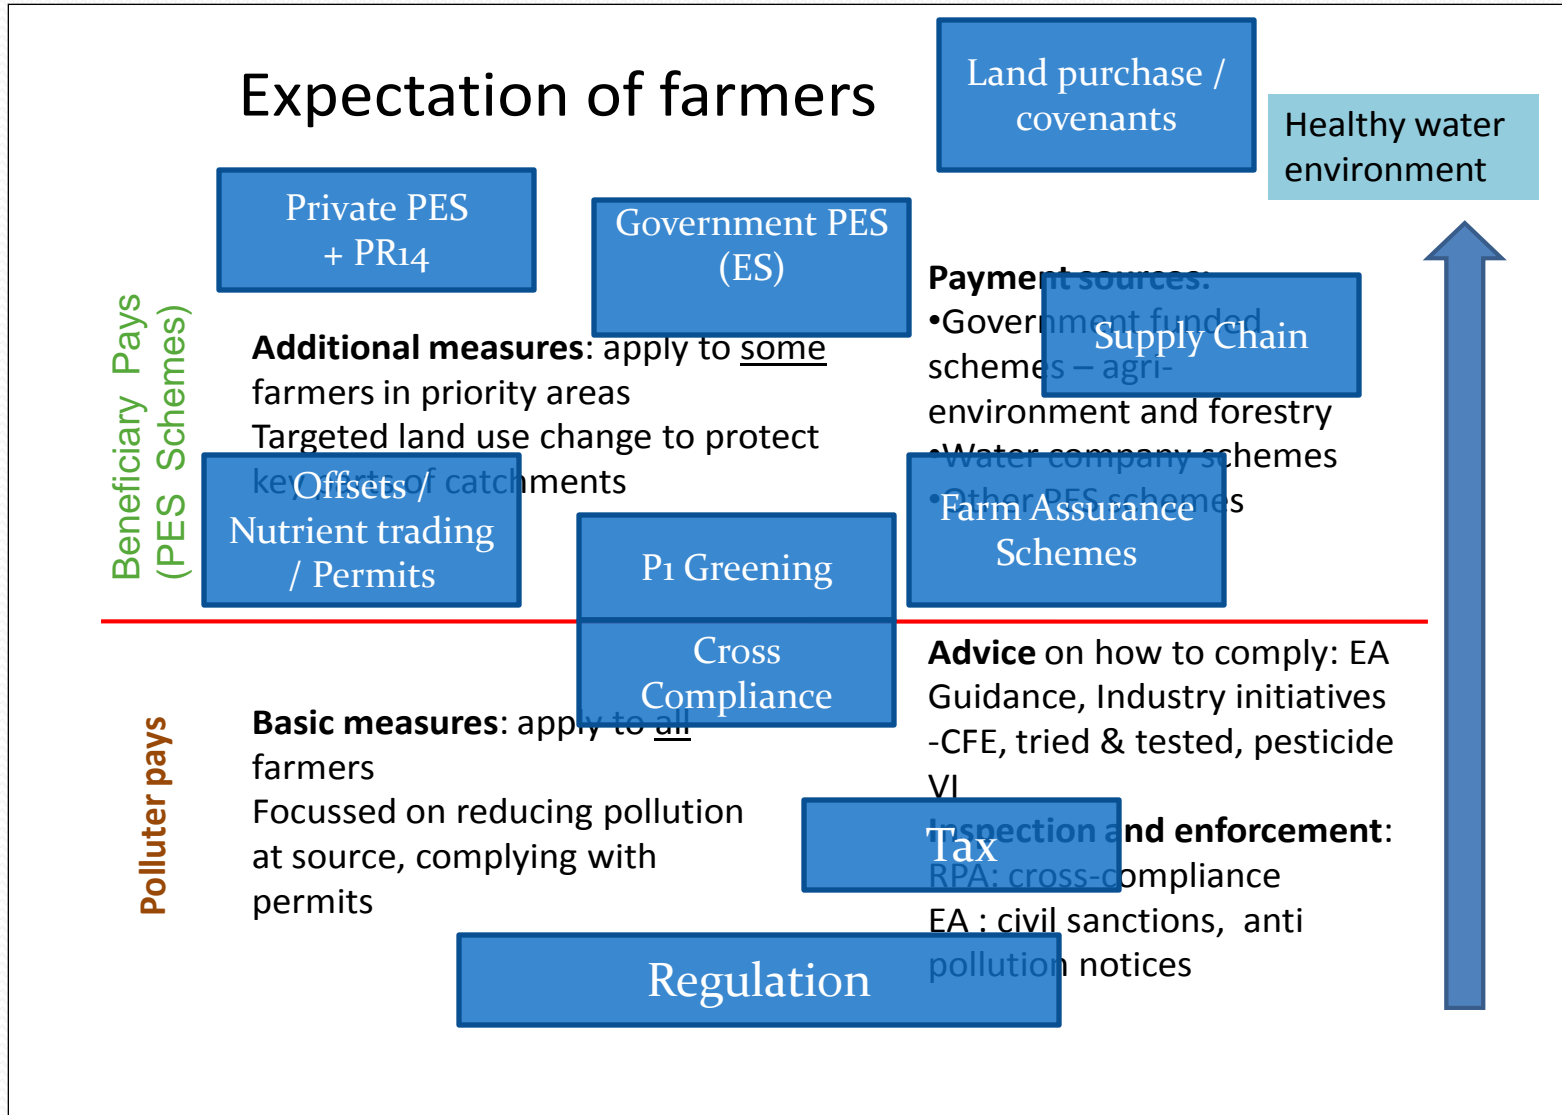 Expectation of farmers
Land purchase /
covenants
Healthy water
environment
Private PES
+ PR14
Government PES
(ES)
Beneficiary Pays
(PES Schemes)
Additional measures: apply to some
farmers in priority areas
Targeted land use change to protect
key parts of catchments
Payment sources:
•Government funded
schemes – agri-
environment and forestry
•Water company schemes
•Other PES schemes
Supply Chain
Offsets /
Nutrient trading
/ Permits
P1 Greening
Farm Assurance
Schemes
Cross
Compliance
Polluter pays
Basic measures: apply to all
farmers
Focussed on reducing pollution
at source, complying with
permits
Advice on how to comply: EA
Guidance, Industry initiatives
-CFE, tried & tested, pesticide
VI
Inspection and enforcement:
RPA: cross-compliance
EA : civil sanctions, anti
pollution notices
Tax
Regulation